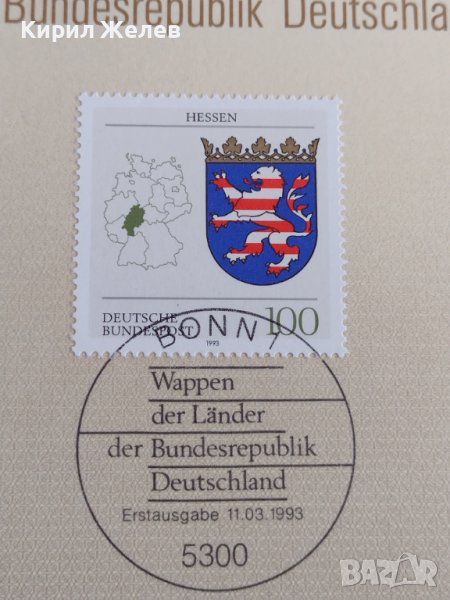 Bundesrepublik Deutschla
Кирил Желев
HESSEN
DEUTSCHE
BUNDESPOST
100
1993
BONN 1
Wappen
der Länder
der Bundesrepublik
Deutschland
Erstausgabe 11.03.1993
5300
BAZAR